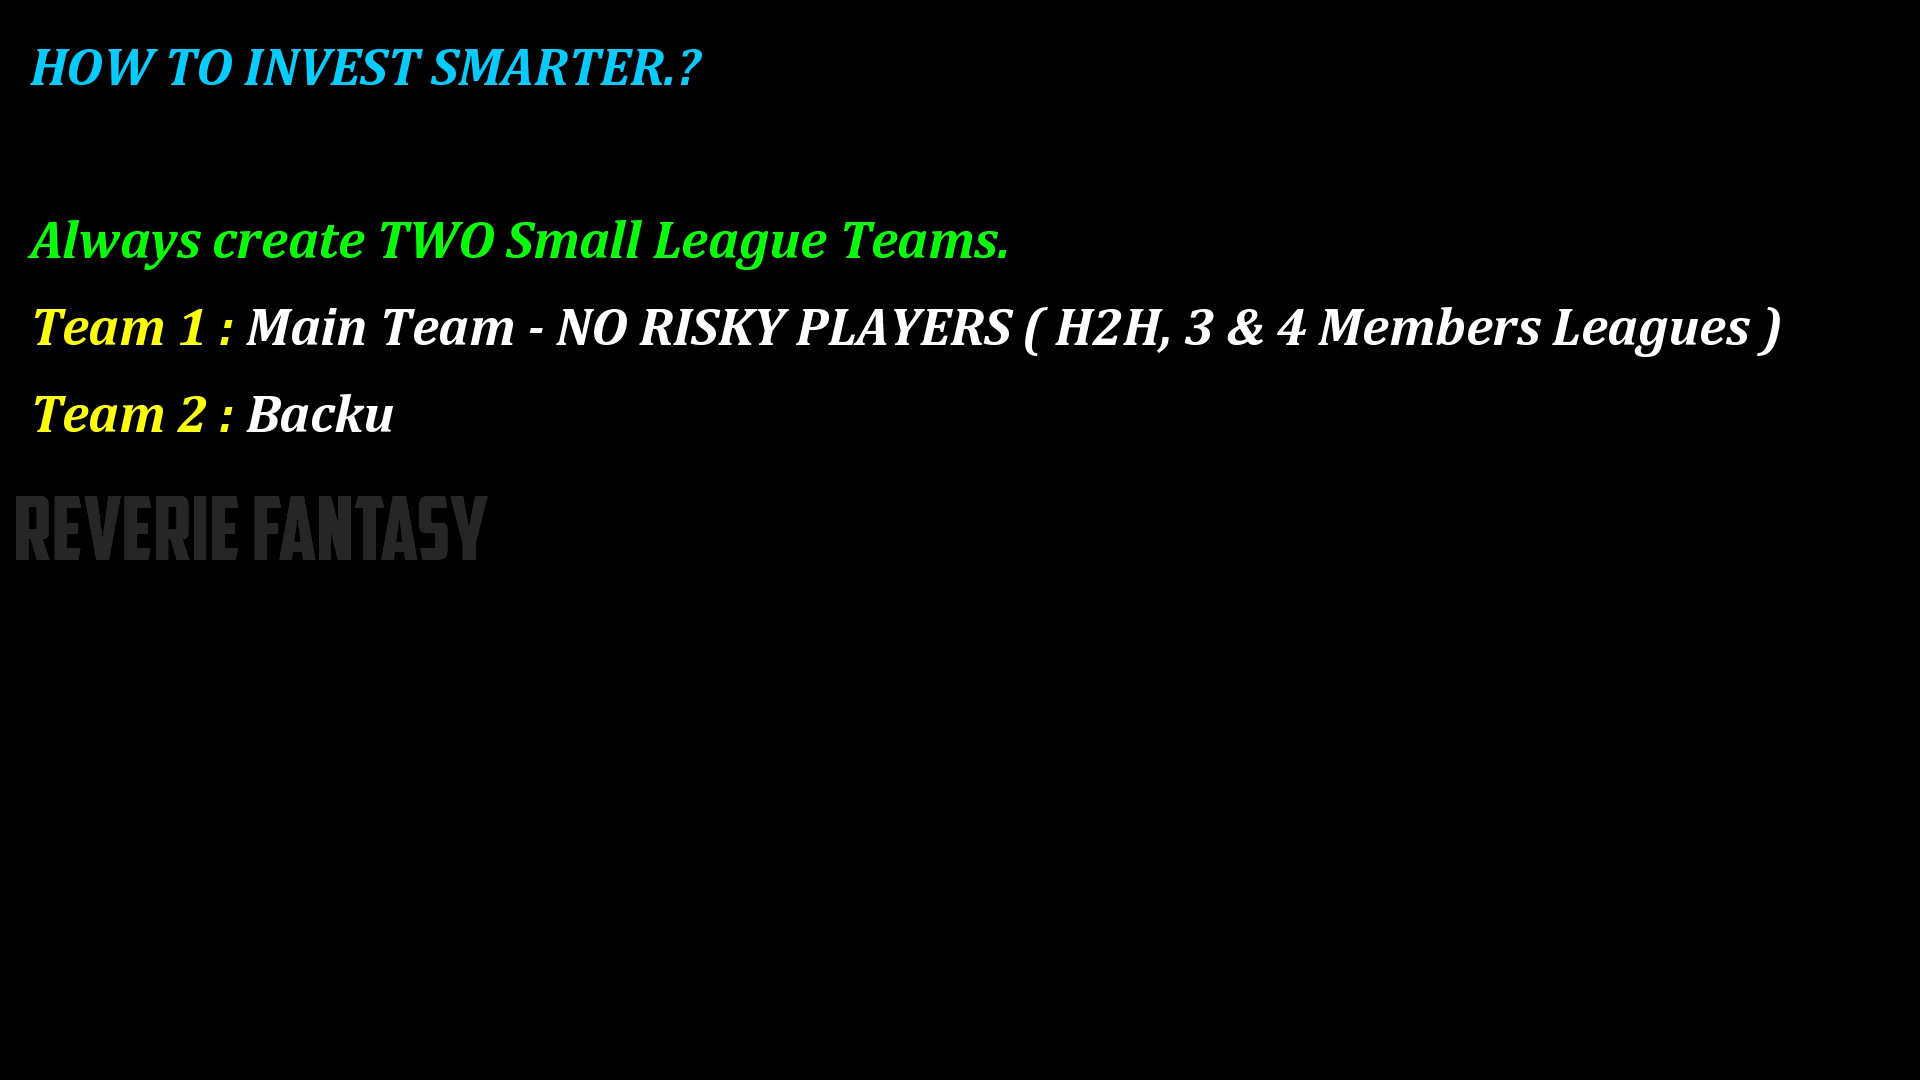 HOW TO INVEST SMARTER.?
Always create TWO Small League Teams.
Team 1 : Main Team - NO RISKY PLAYERS ( H2H, 3 & 4 Members Leagues )
Team 2 : Backu
REVERIE FANTASY